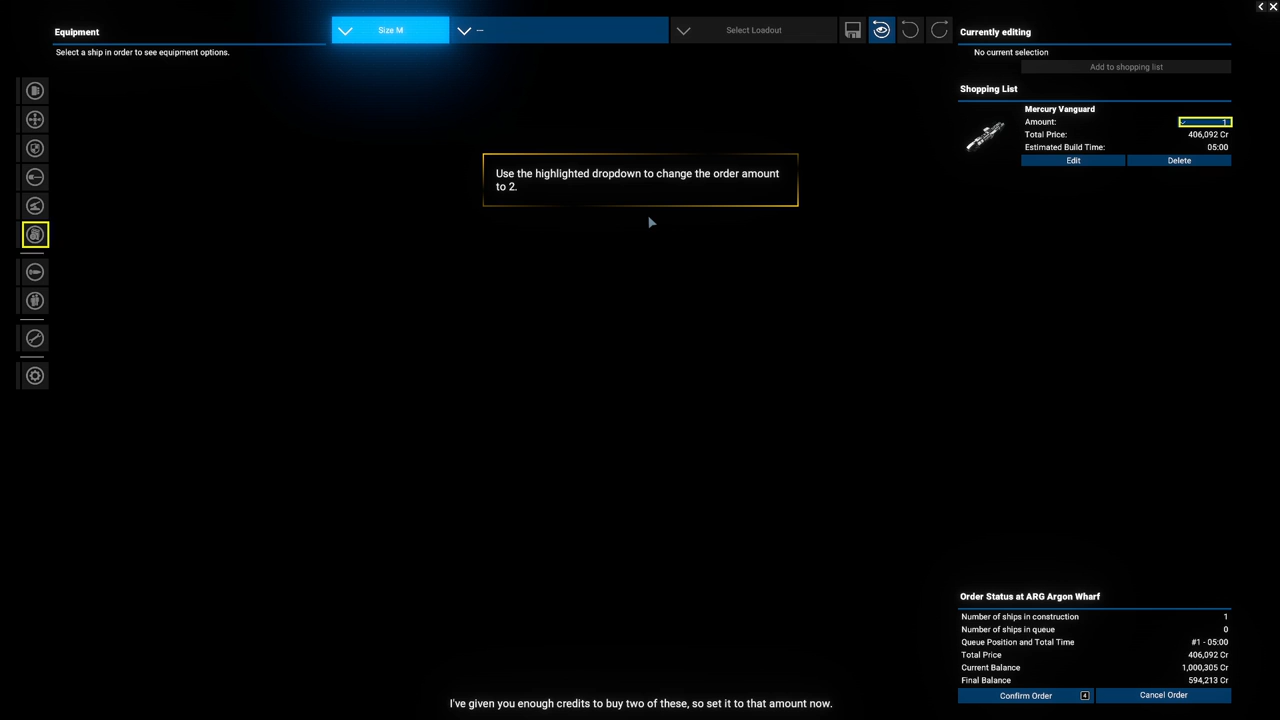 Equipment
Select a ship in order to see equipment options.
Size M
--
Select Loadout
Currently editing
No current selection
Add to shopping list
Shopping List
Mercury Vanguard
Amount: 1
Total Price: 406,092 Cr
Estimated Build Time: 05:00
Edit Delete
Use the highlighted dropdown to change the order amount
to 2.
Order Status at ARG Argon Wharf
Number of ships in construction 1
Number of ships in queue 0
Queue Position and Total Time #1 - 05:00
Total Price 406,092 Cr
Current Balance 1,000,305 Cr
Final Balance 594,213 Cr
Confirm Order 4 Cancel Order
I've given you enough credits to buy two of these, so set it to that amount now.